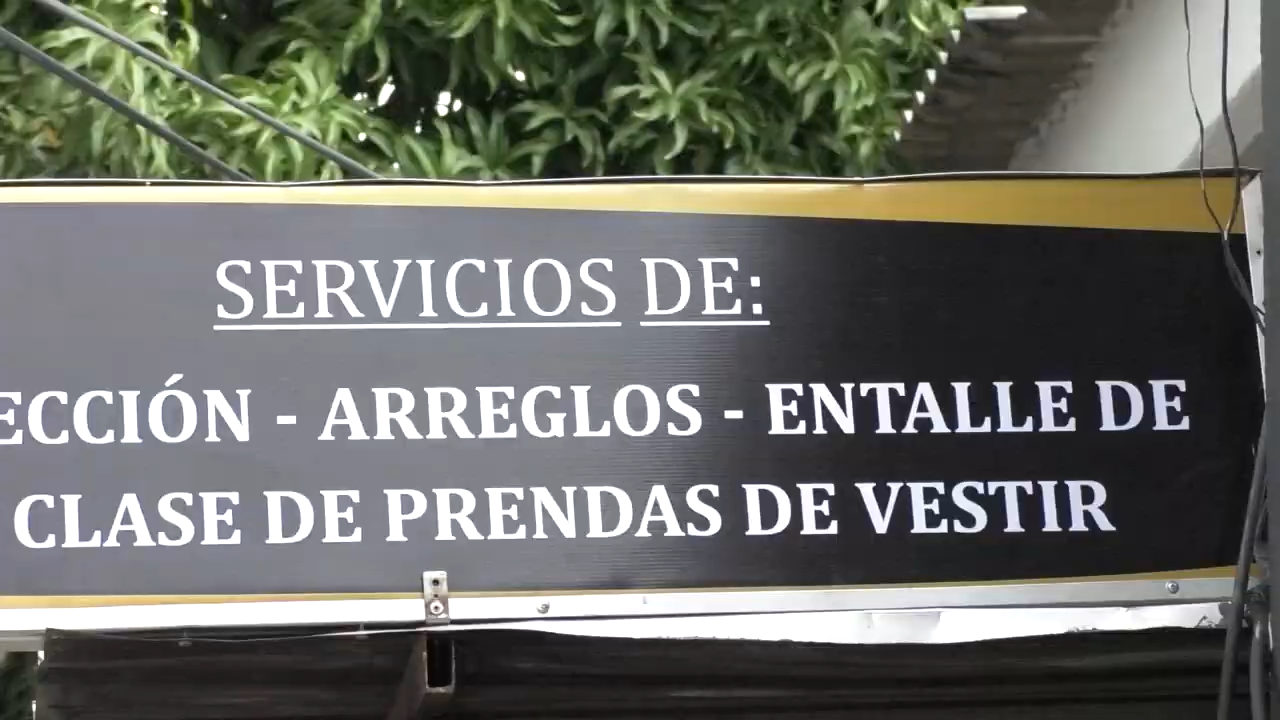 SERVICIOS DE:
ECCIÓN - ARREGLOS - ENTALLE DE
CLASE DE PRENDAS DE VESTIR